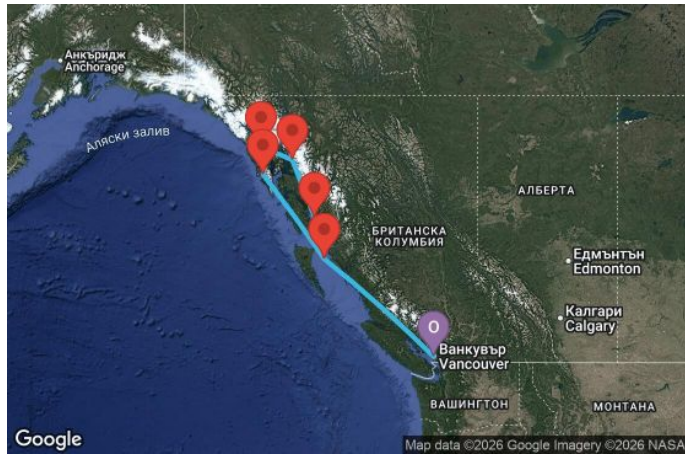 Анкъридж
Anchorage
Аляски залив
АЛБЕРТА
БРИТАНСКА
КОЛУМБИЯ
Едмънтън
Edmonton
Калгари
Calgary
O
Ванкувър
Vancouver
ВАШИНГТОН
МОНТАНА
Google
Map data ©2026 Google Imagery ©2026 NASA